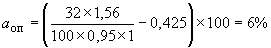 a_оп = (32×1,56 / 100×0,95×1 − 0,425) × 100 = 6%